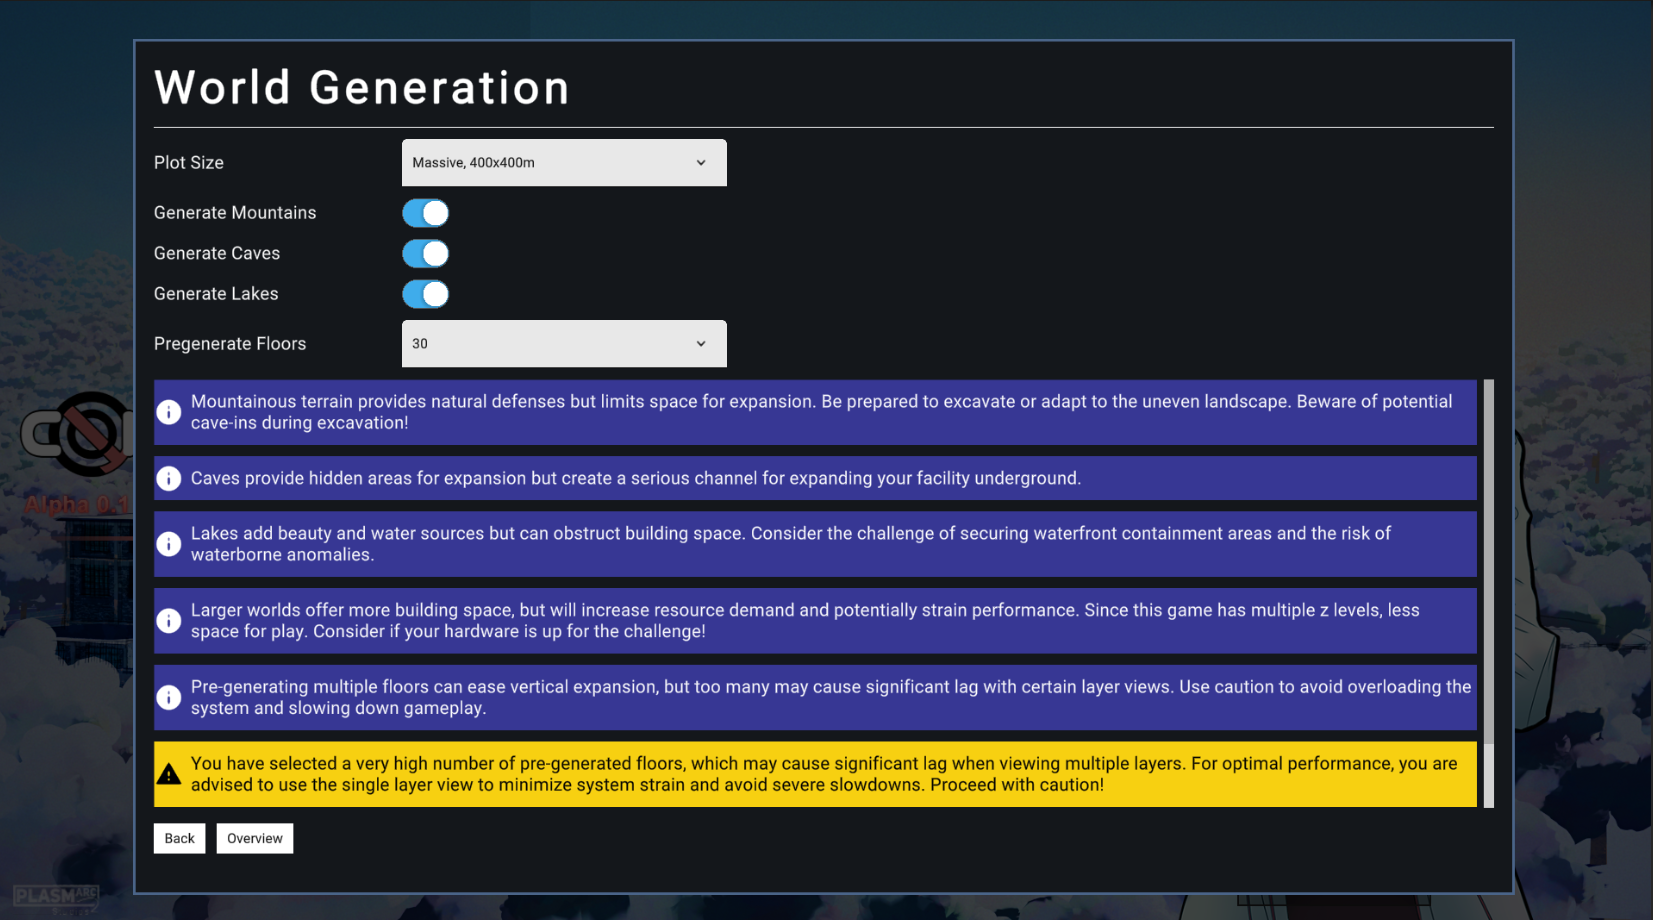 World Generation
Plot Size
Massive, 400x400m
Generate Mountains
Generate Caves
Generate Lakes
Pregenerate Floors
30
Mountainous terrain provides natural defenses but limits space for expansion. Be prepared to excavate or adapt to the uneven landscape. Beware of potential
cave-ins during excavation!
Caves provide hidden areas for expansion but create a serious channel for expanding your facility underground.
Lakes add beauty and water sources but can obstruct building space. Consider the challenge of securing waterfront containment areas and the risk of
waterborne anomalies.
Larger worlds offer more building space, but will increase resource demand and potentially strain performance. Since this game has multiple z levels, less
space for play. Consider if your hardware is up for the challenge!
Pre-generating multiple floors can ease vertical expansion, but too many may cause significant lag with certain layer views. Use caution to avoid overloading the
system and slowing down gameplay.
You have selected a very high number of pre-generated floors, which may cause significant lag when viewing multiple layers. For optimal performance, you are
advised to use the single layer view to minimize system strain and avoid severe slowdowns. Proceed with caution!
Back
Overview
Alpha 0.1
PLASMARC